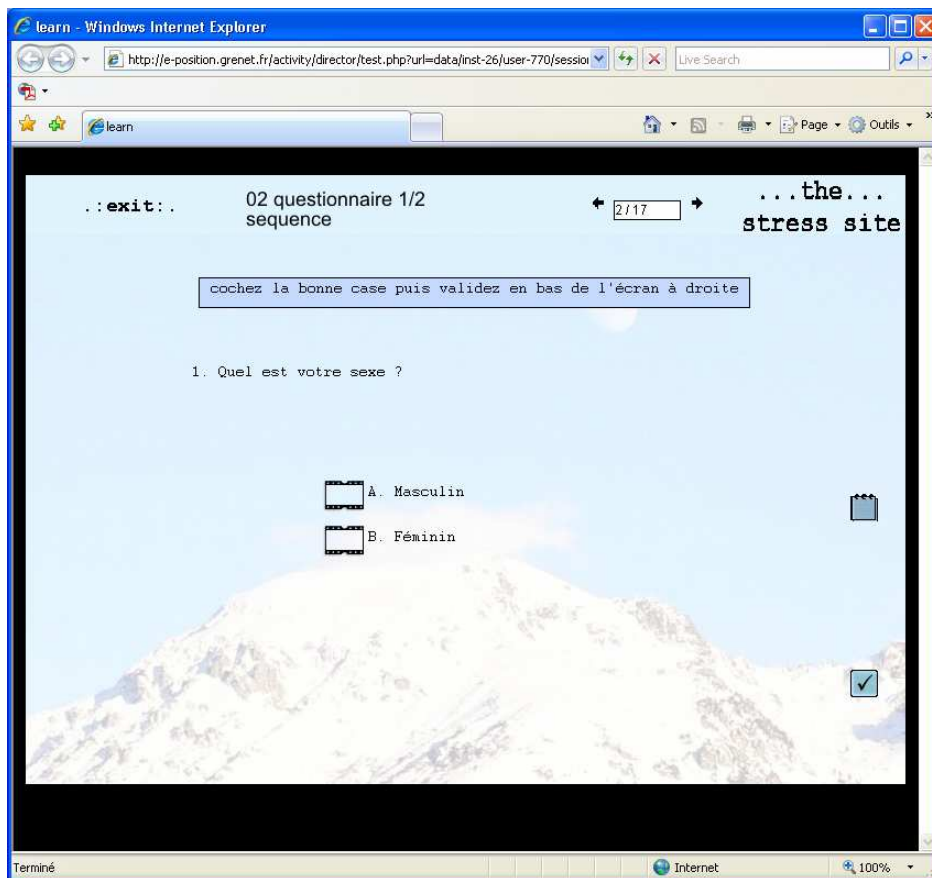 learn - Windows Internet Explorer
http://e-position.grenet.fr/activity/director/test.php?url=data/inst-26/user-770/session
Live Search
learn
Page
Outils
.:exit:.
02 questionnaire 1/2
sequence
2/17
...the...
stress site
cochez la bonne case puis validez en bas de l'écran à droite
1. Quel est votre sexe ?
A. Masculin
B. Féminin
Terminé
Internet
100%